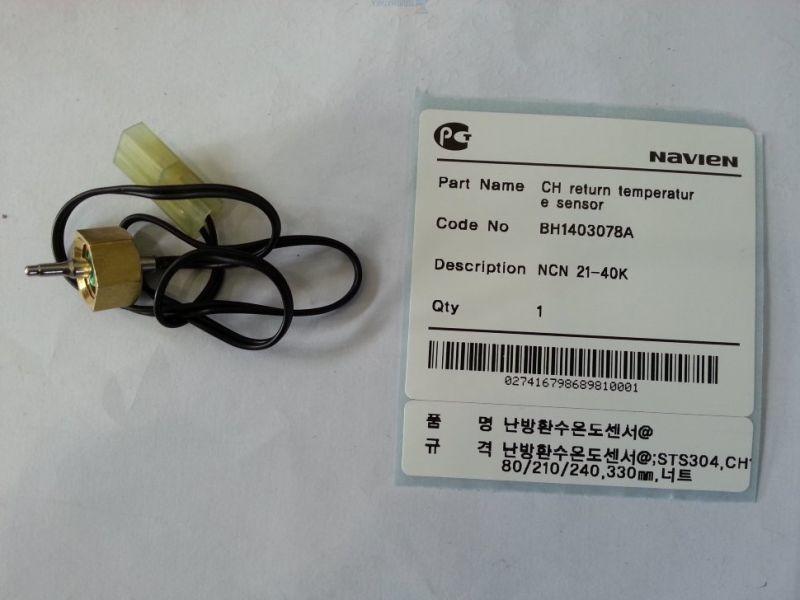 PCT
NAVIEN
Part Name CH return temperatur
e sensor
Code No BH1403078A
Description NCN 21-40K
Qty 1
027416798689810001
품 명 난방환수온도센서@
규 격 난방환수온도센서@;STS304,CH1
80/210/240,330mm,너트